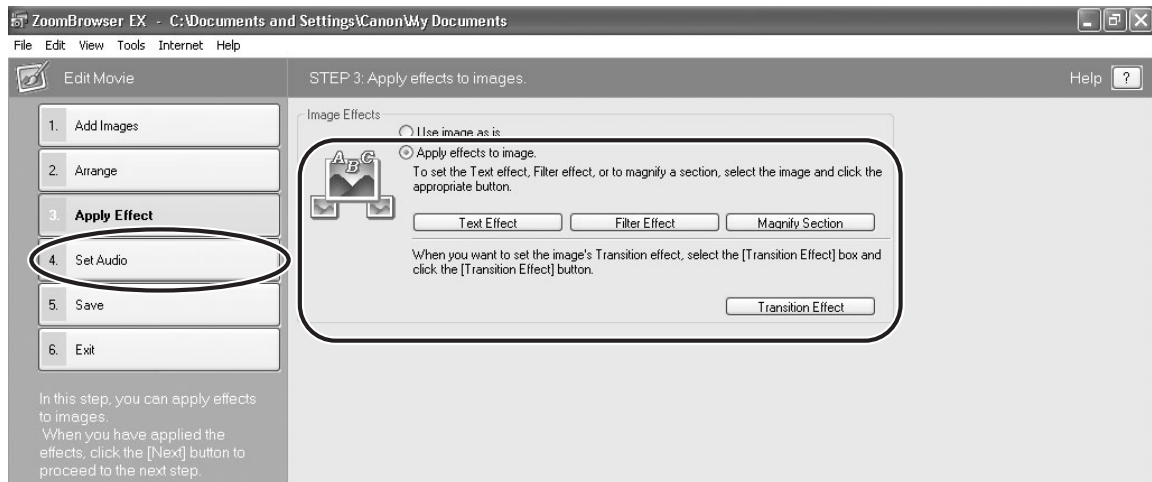 ZoomBrowser EX - C:\Documents and Settings\Canon\My Documents
File Edit View Tools Internet Help
Edit Movie
STEP 3: Apply effects to images.
Help ?
1. Add Images
2. Arrange
3. Apply Effect
4. Set Audio
5. Save
6. Exit
In this step, you can apply effects
to images.
When you have applied the
effects, click the [Next] button to
proceed to the next step.
Image Effects
Use image as is
ABC
Apply effects to image.
To set the Text effect, Filter effect, or to magnify a section, select the image and click the
appropriate button.
Text Effect Filter Effect Magnify Section
When you want to set the image's Transition effect, select the [Transition Effect] box and
click the [Transition Effect] button.
Transition Effect